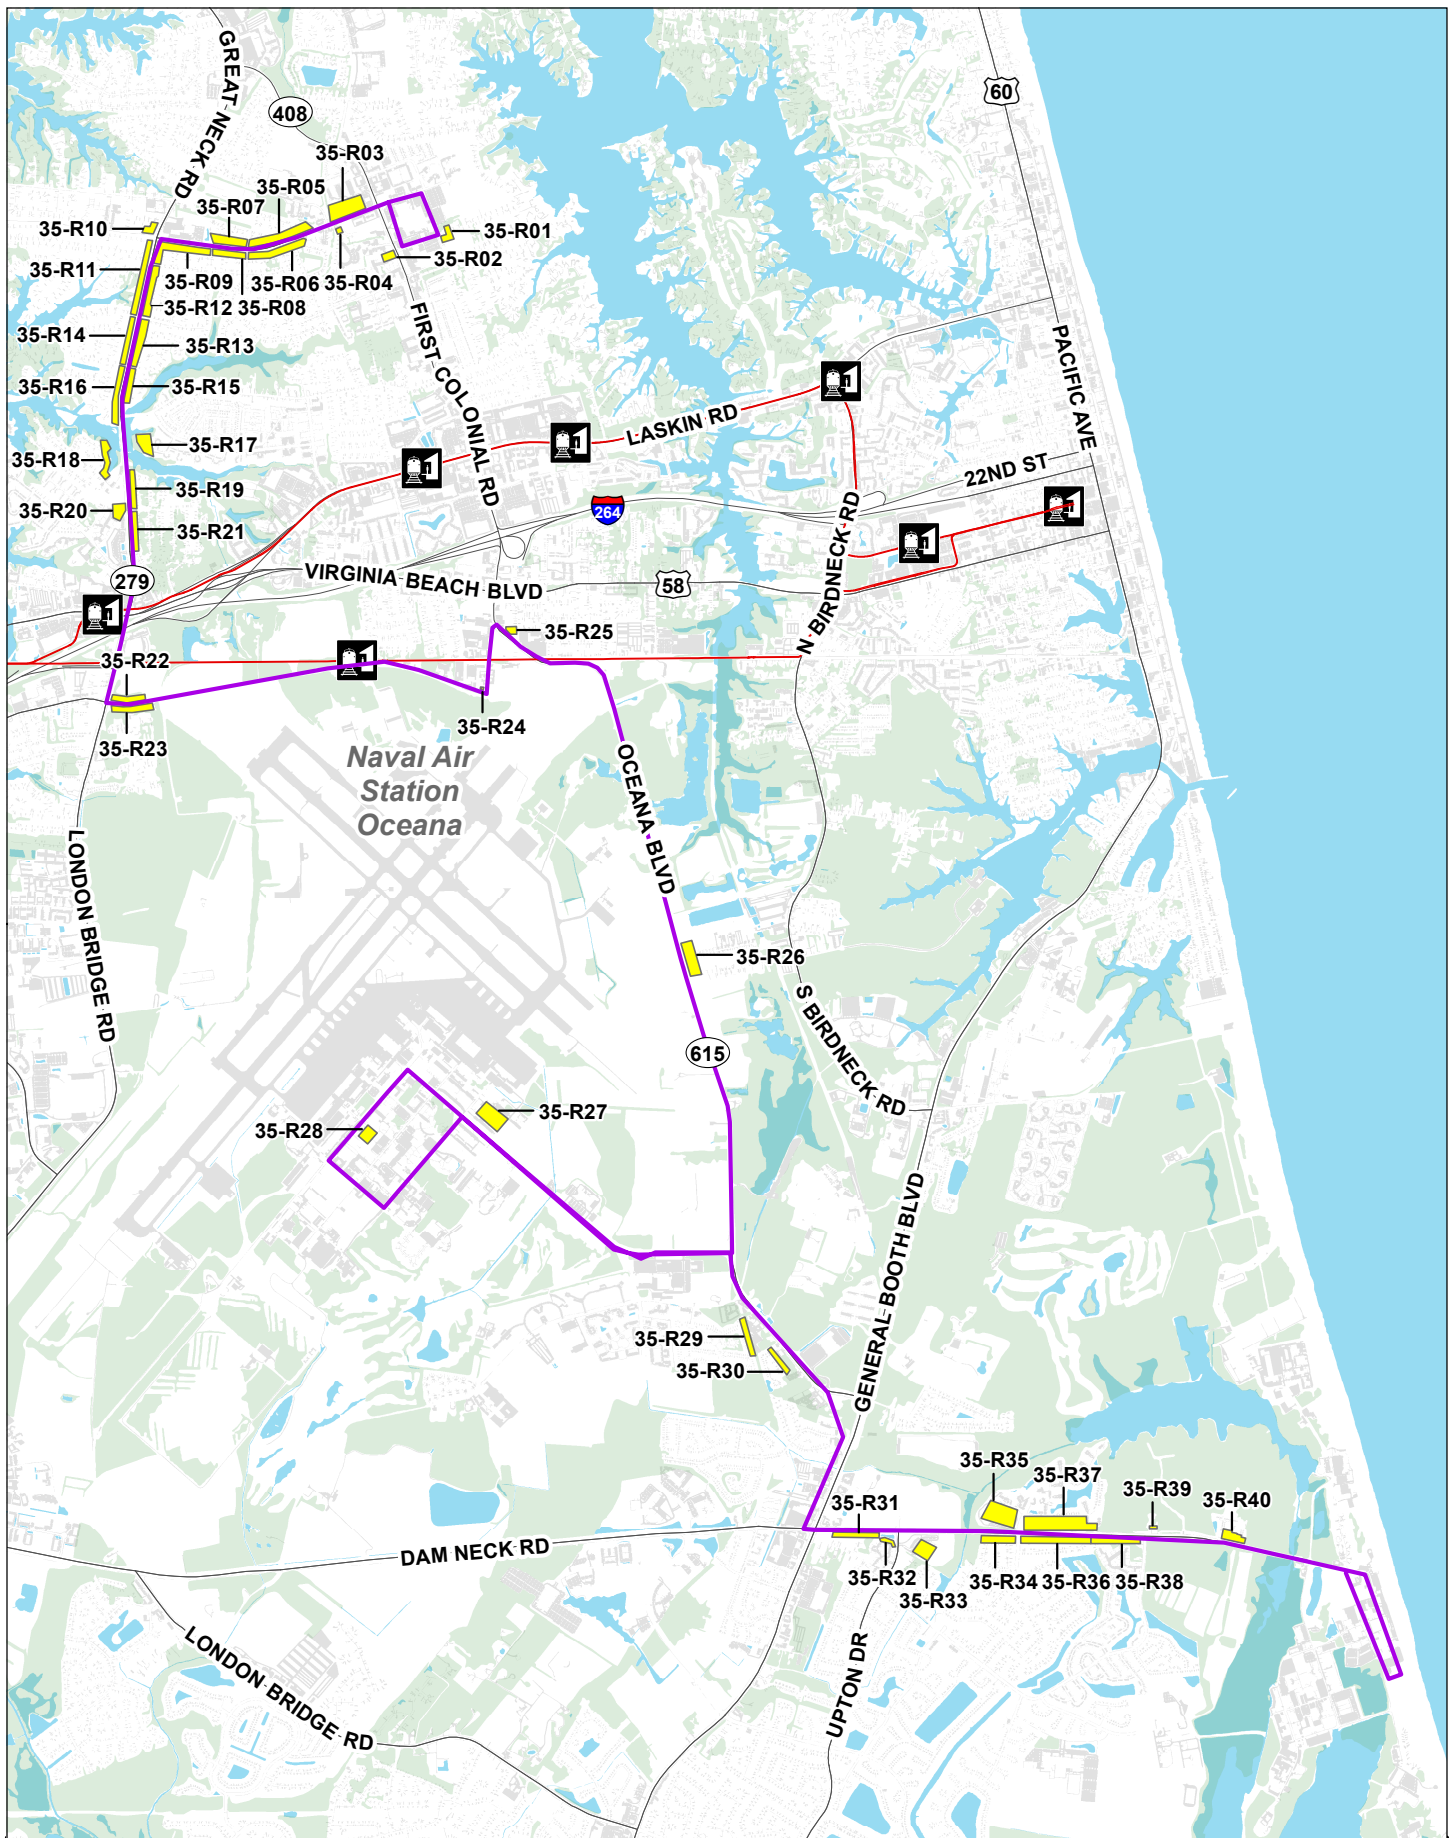 GREAT NECK RD
60
408
35-R03
35-R05
35-R07
35-R10
35-R01
35-R02
35-R11
35-R09
35-R06
35-R04
35-R12
35-R08
35-R14
35-R13
FIRST COLONIAL RD
PACIFIC AVE
35-R16
35-R15
LASKIN RD
35-R17
35-R18
22ND ST
35-R19
35-R20
264
35-R21
N BIRDNECK RD
279
VIRGINIA BEACH BLVD
58
35-R25
35-R22
35-R24
35-R23
Naval Air
Station
Oceana
OCEANA BLVD
LONDON BRIDGE RD
35-R26
S BIRDNECK RD
615
35-R27
35-R28
GENERAL BOOTH BLVD
35-R29
35-R30
35-R35
35-R37
35-R39
35-R31
35-R40
DAM NECK RD
35-R32
35-R33
35-R34
35-R36
35-R38
LONDON BRIDGE RD
UPTON DR